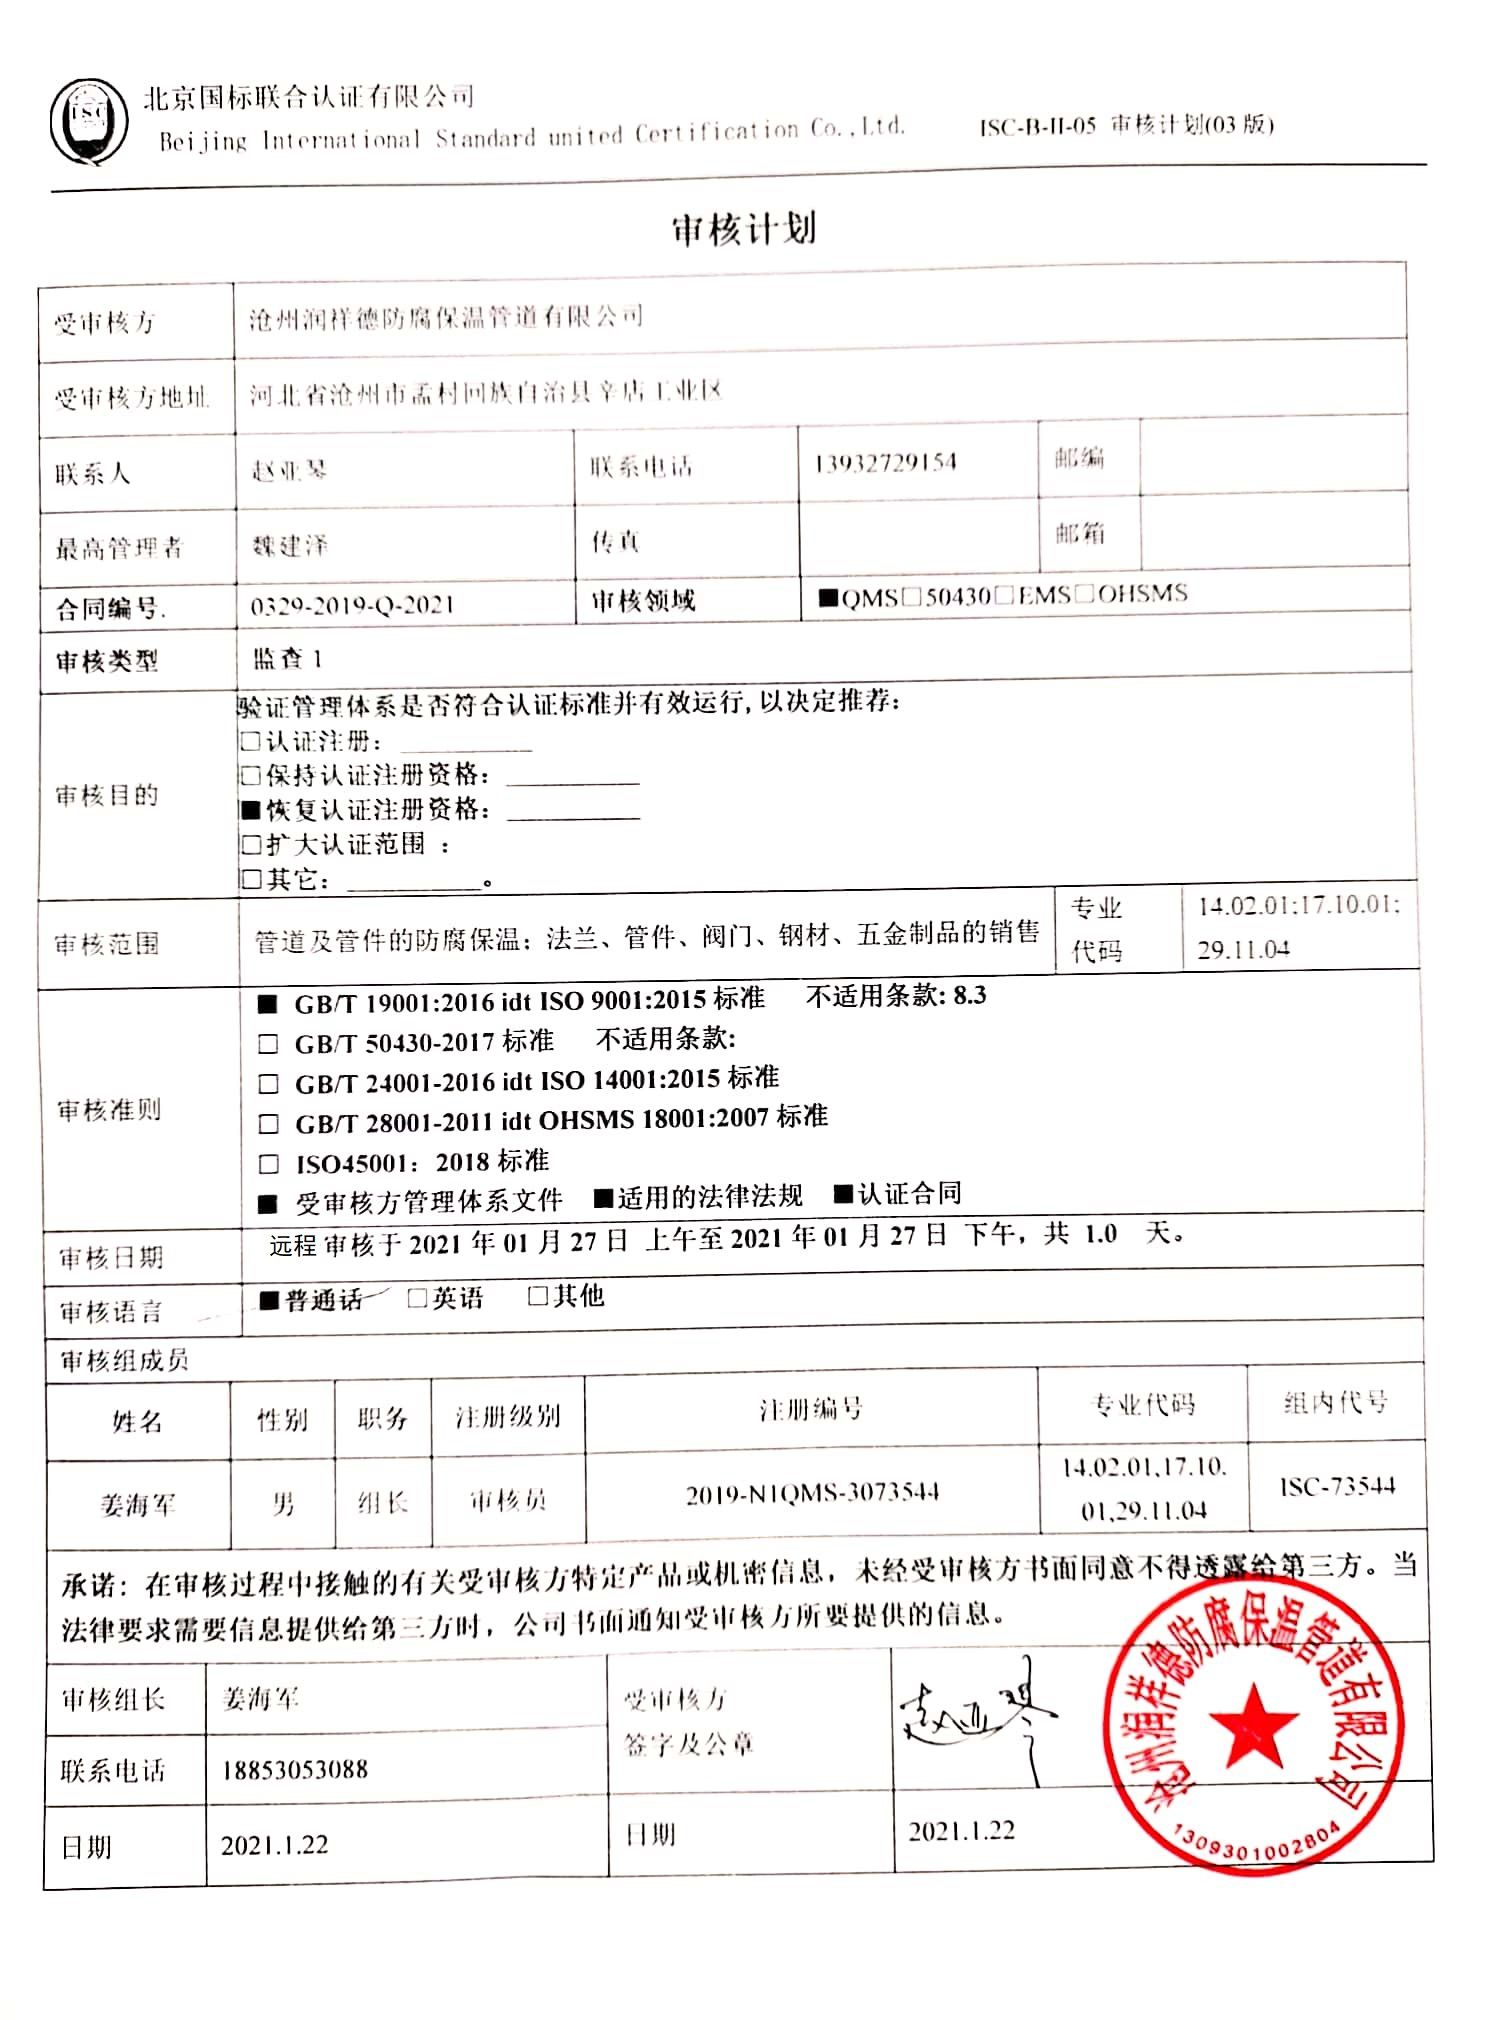 ISC
北京国标联合认证有限公司
Beijing International Standard united Certification Co.,Ltd.
ISC-B-II-05 审核计划(03版)
审核计划
受审核方 沧州润祥德防腐保温管道有限公司
受审核方地址 河北省沧州市孟村回族自治县辛店工业区
联系人 赵亚琴 联系电话 13932729154 邮编
最高管理者 魏建泽 传真 邮箱
合同编号. 0329-2019-Q-2021 审核领域 ■QMS□50430□EMS□OHSMS
审核类型 监查1
审核目的
验证管理体系是否符合认证标准并有效运行,以决定推荐:
□认证注册: __________
□保持认证注册资格: __________
■恢复认证注册资格: __________
□扩大认证范围 :
□其它: __________。
审核范围 管道及管件的防腐保温;法兰、管件、阀门、钢材、五金制品的销售 专业代码 14.02.01;17.10.01;
29.11.04
审核准则
■ GB/T 19001:2016 idt ISO 9001:2015 标准 不适用条款: 8.3
□ GB/T 50430-2017 标准 不适用条款:
□ GB/T 24001-2016 idt ISO 14001:2015 标准
□ GB/T 28001-2011 idt OHSMS 18001:2007 标准
□ ISO45001: 2018 标准
■ 受审核方管理体系文件 ■适用的法律法规 ■认证合同
审核日期 远程审核于 2021 年 01 月 27 日 上午至 2021 年 01 月 27 日 下午, 共 1.0 天。
审核语言 ■普通话 □英语 □其他
审核组成员
姓名 性别 职务 注册级别 注册编号 专业代码 组内代号
姜海军 男 组长 审核员 2019-N1QMS-3073544 14.02.01,17.10.
01,29.11.04 ISC-73544
承诺: 在审核过程中接触的有关受审核方特定产品或机密信息, 未经受审核方书面同意不得透露给第三方。当
法律要求需要信息提供给第三方时, 公司书面通知受审核方所要提供的信息。
审核组长 姜海军 受审核方
签字及公章 赵亚琴
联系电话 18853053088
日期 2021.1.22 日期 2021.1.22
沧州润祥德防腐保温管道有限公司
1309301002804